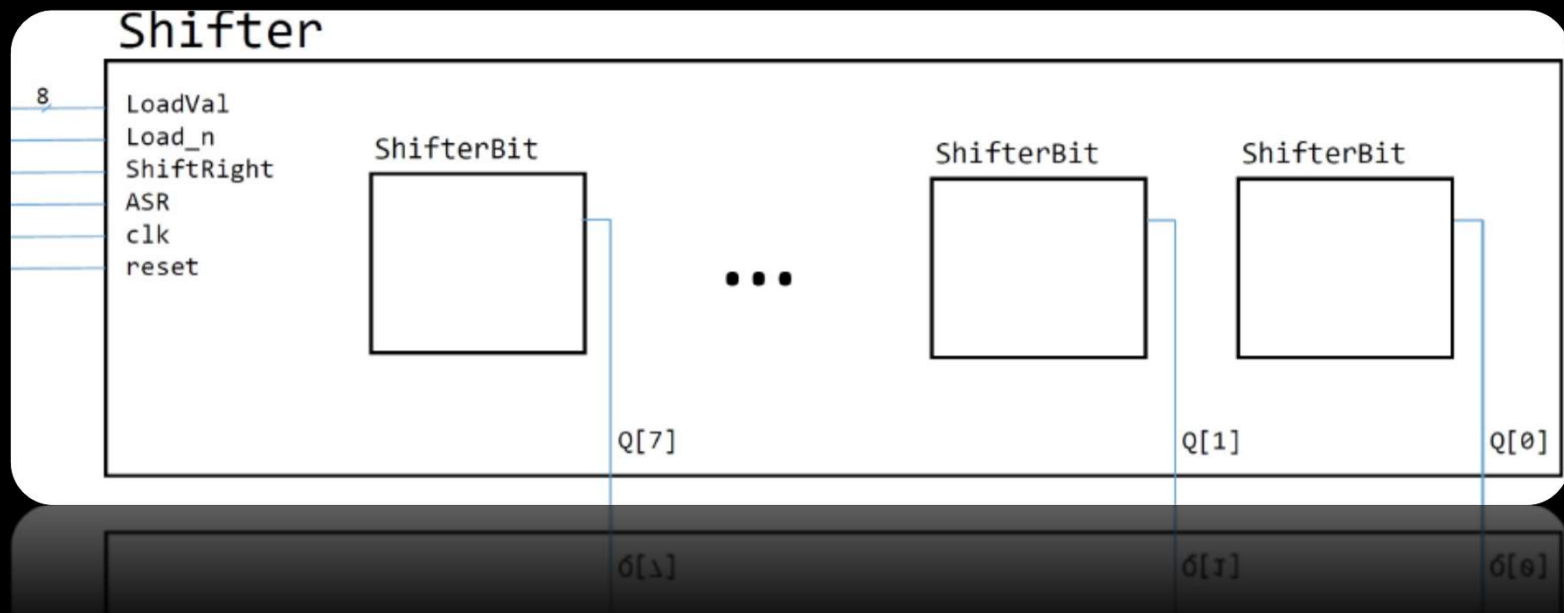 Shifter
8
LoadVal
Load_n
ShiftRight
ASR
clk
reset
ShifterBit
ShifterBit
ShifterBit
...
Q[7]
Q[1]
Q[0]